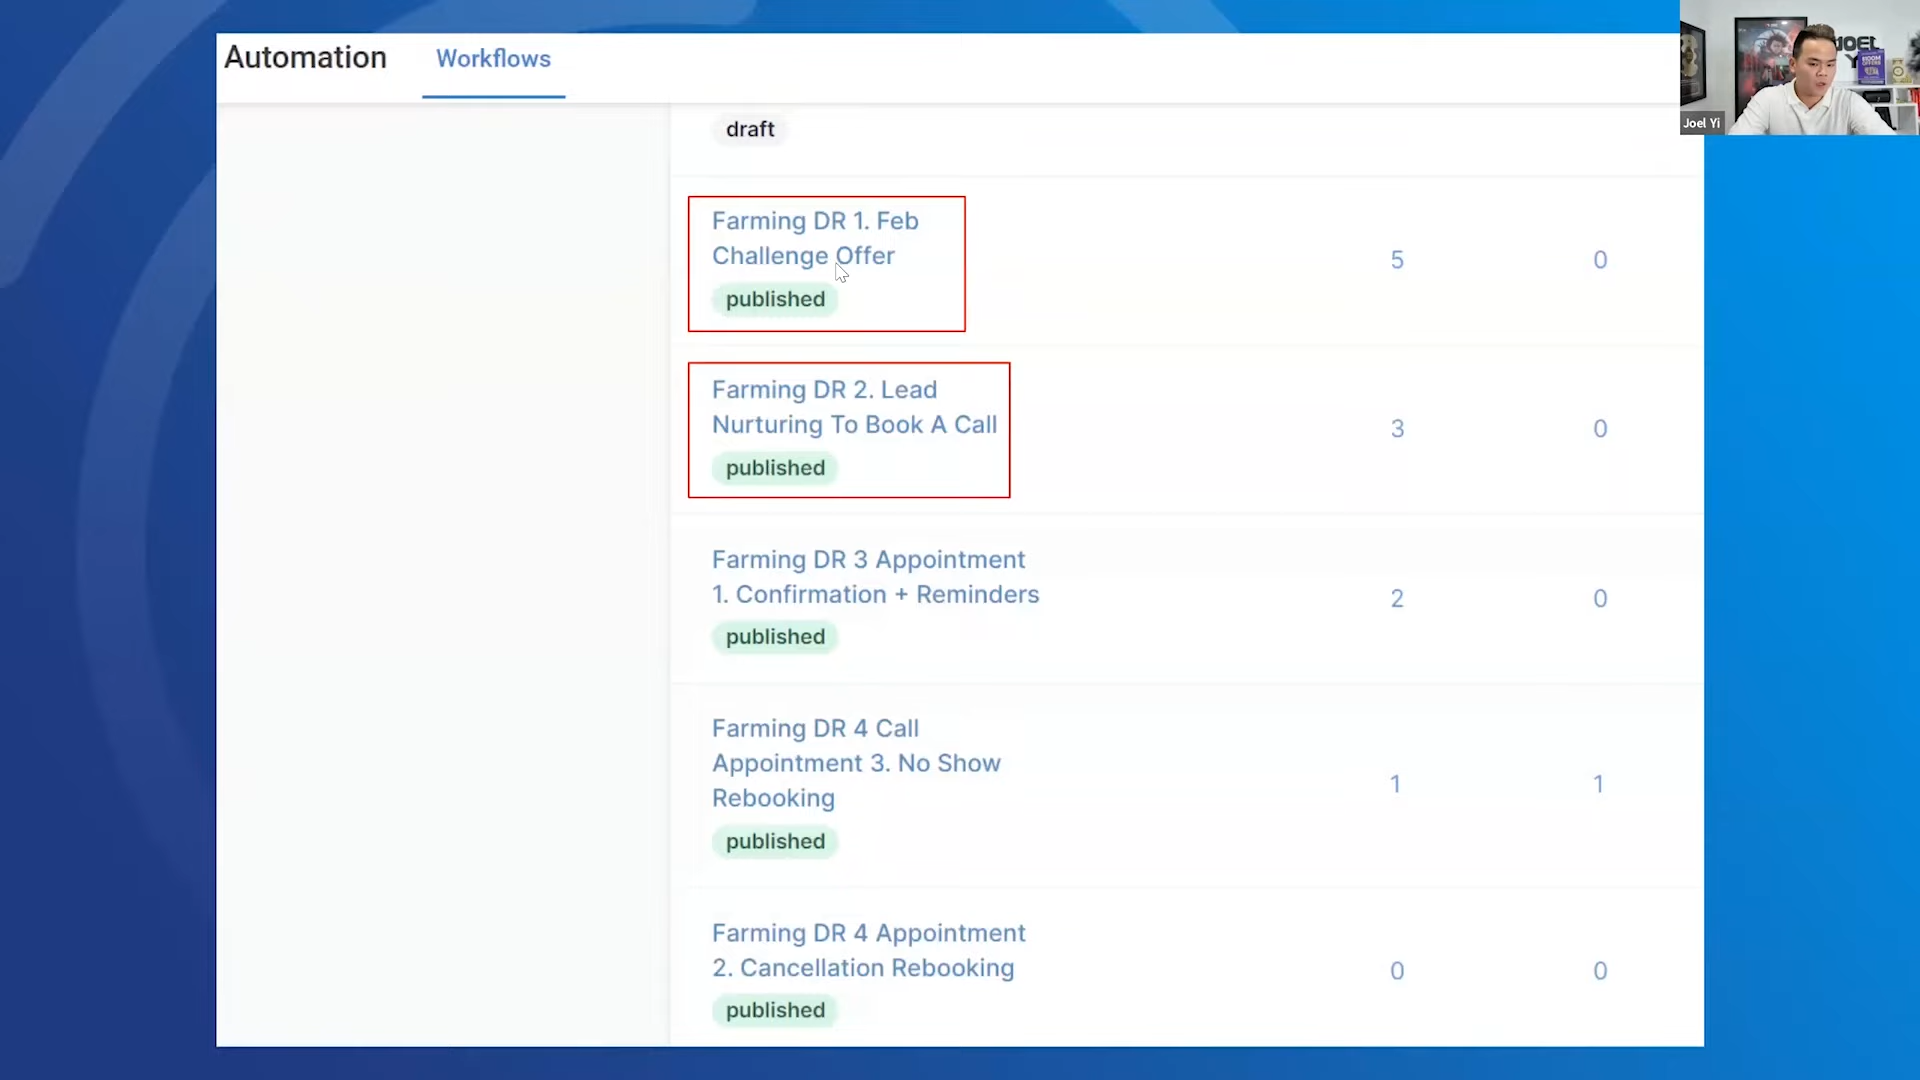 Automation
Workflows
draft
Farming DR 1. Feb
Challenge Offer
published
5
0
Farming DR 2. Lead
Nurturing To Book A Call
published
3
0
Farming DR 3 Appointment
1. Confirmation + Reminders
published
2
0
Farming DR 4 Call
Appointment 3. No Show
Rebooking
published
1
1
Farming DR 4 Appointment
2. Cancellation Rebooking
published
0
0
JOEL
Joel Yi